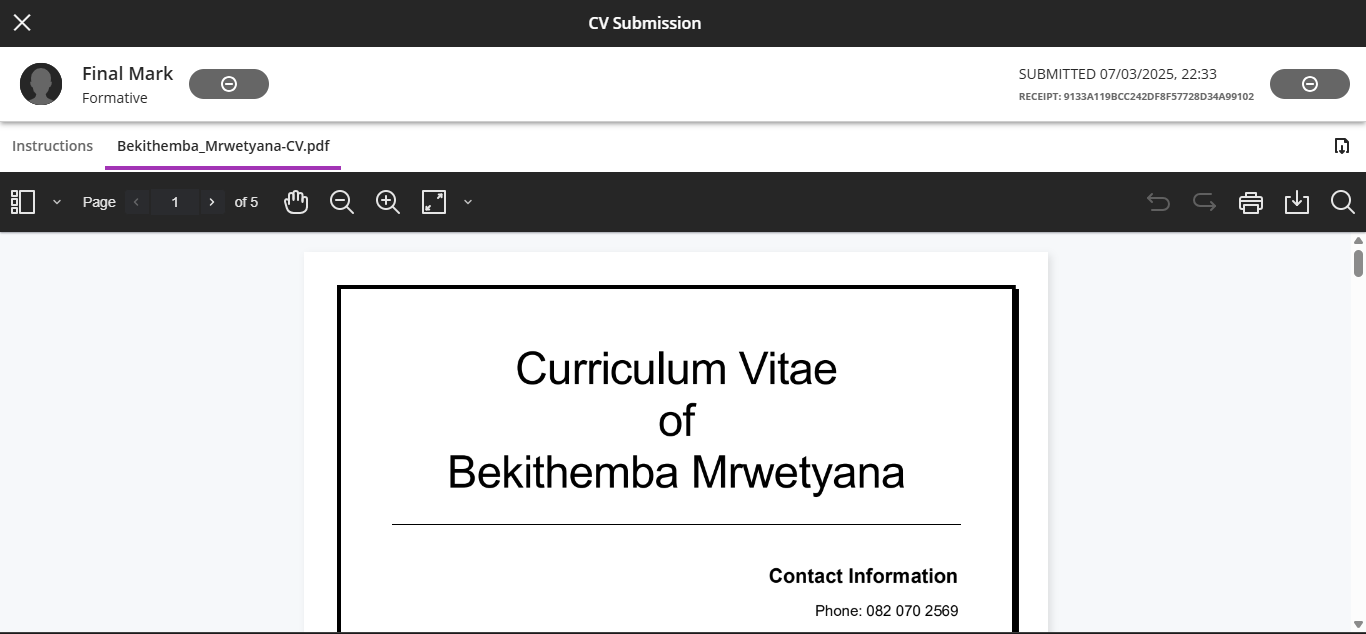 CV Submission
Final Mark
Formative
SUBMITTED 07/03/2025, 22:33
RECEIPT: 9133A119BCC242DF8F57728D34A99102
Instructions
Bekithemba_Mrwetyana-CV.pdf
Page 1 of 5
Curriculum Vitae
of
Bekithemba Mrwetyana
Contact Information
Phone: 082 070 2569